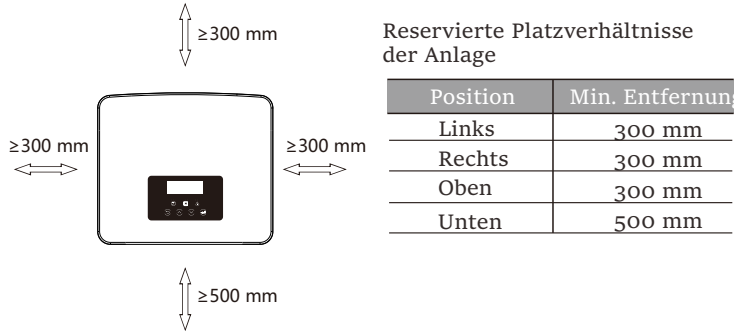 ≥300 mm
≥300 mm
≥300 mm
≥500 mm
Reservierte Platzverhältnisse
der Anlage
Position Min. Entfernung
Links 300 mm
Rechts 300 mm
Oben 300 mm
Unten 500 mm